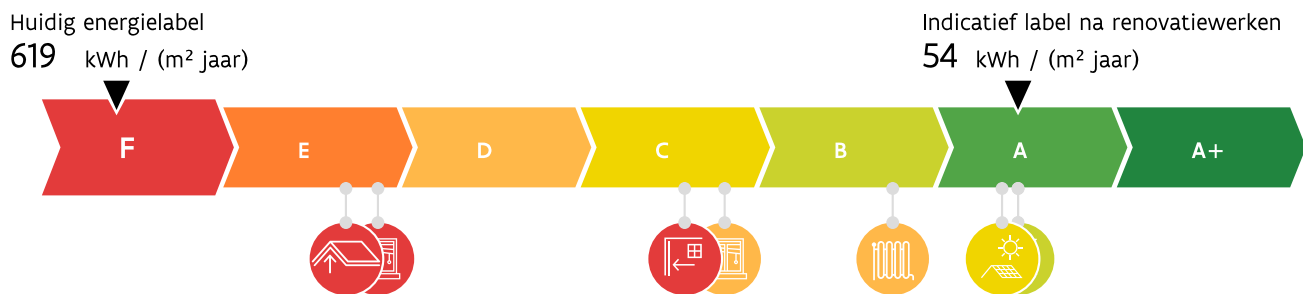 Huidig energielabel
619 kWh / (m² jaar)
Indicatief label na renovatiewerken
54 kWh / (m² jaar)
F E D C B A A+